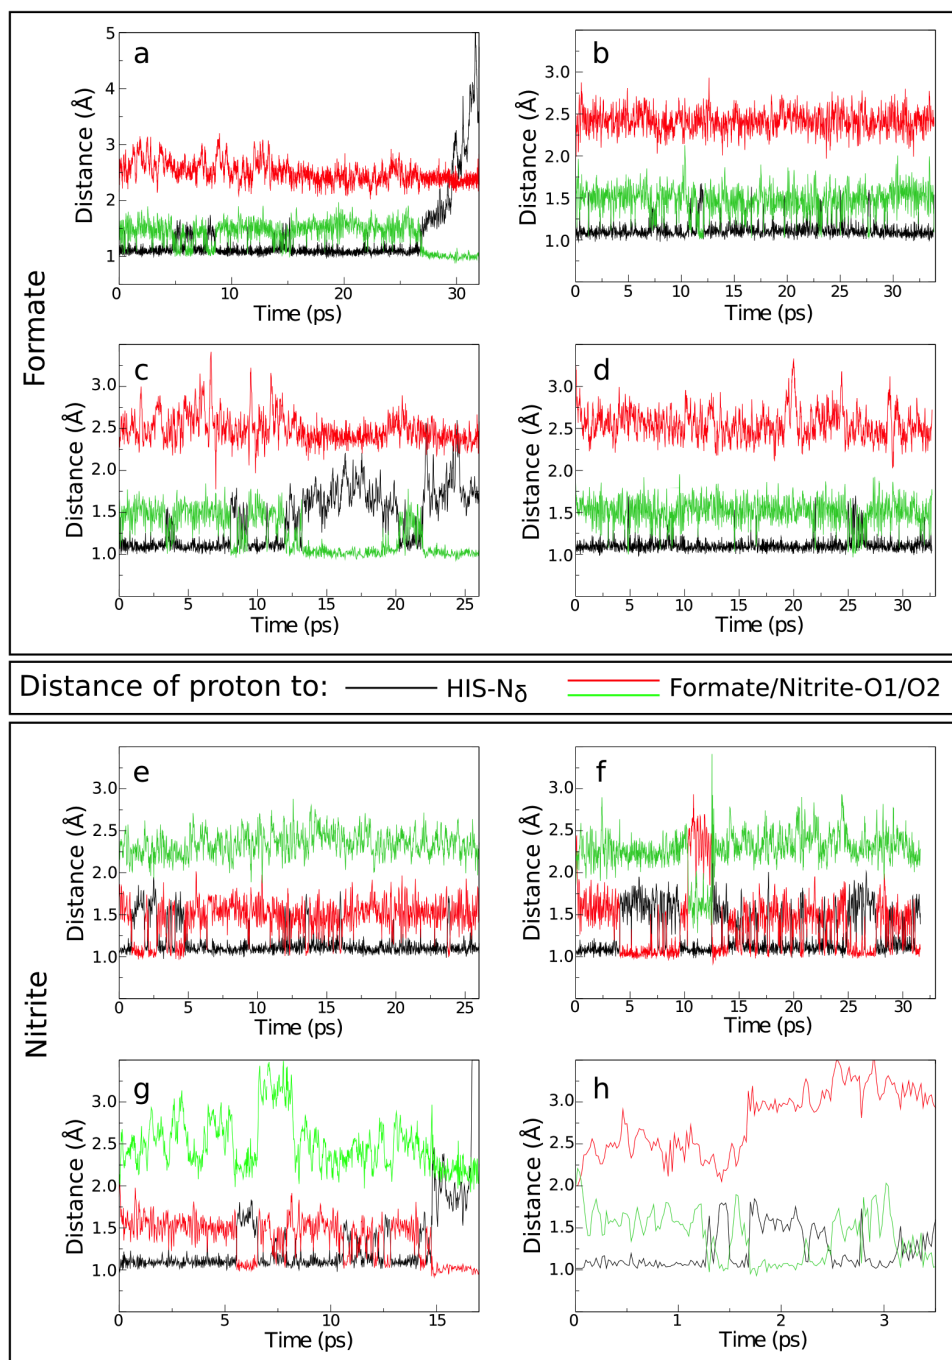 Formate
a
Distance (Å)
5
4
3
2
1
0 10 20 30
Time (ps)
b
Distance (Å)
3.0
2.5
2.0
1.5
1.0
0 5 10 15 20 25 30
Time (ps)
c
Distance (Å)
3.0
2.5
2.0
1.5
1.0
0 5 10 15 20 25
Time (ps)
d
Distance (Å)
3.0
2.5
2.0
1.5
1.0
0 5 10 15 20 25 30
Time (ps)
Distance of proton to: HIS-Nδ Formate/Nitrite-O1/O2
Nitrite
e
Distance (Å)
3.0
2.5
2.0
1.5
1.0
0 5 10 15 20 25
Time (ps)
f
Distance (Å)
3.0
2.5
2.0
1.5
1.0
0 5 10 15 20 25 30
Time (ps)
g
Distance (Å)
3.0
2.5
2.0
1.5
1.0
0 5 10 15
Time (ps)
h
Distance (Å)
3.0
2.5
2.0
1.5
1.0
0 1 2 3
Time (ps)